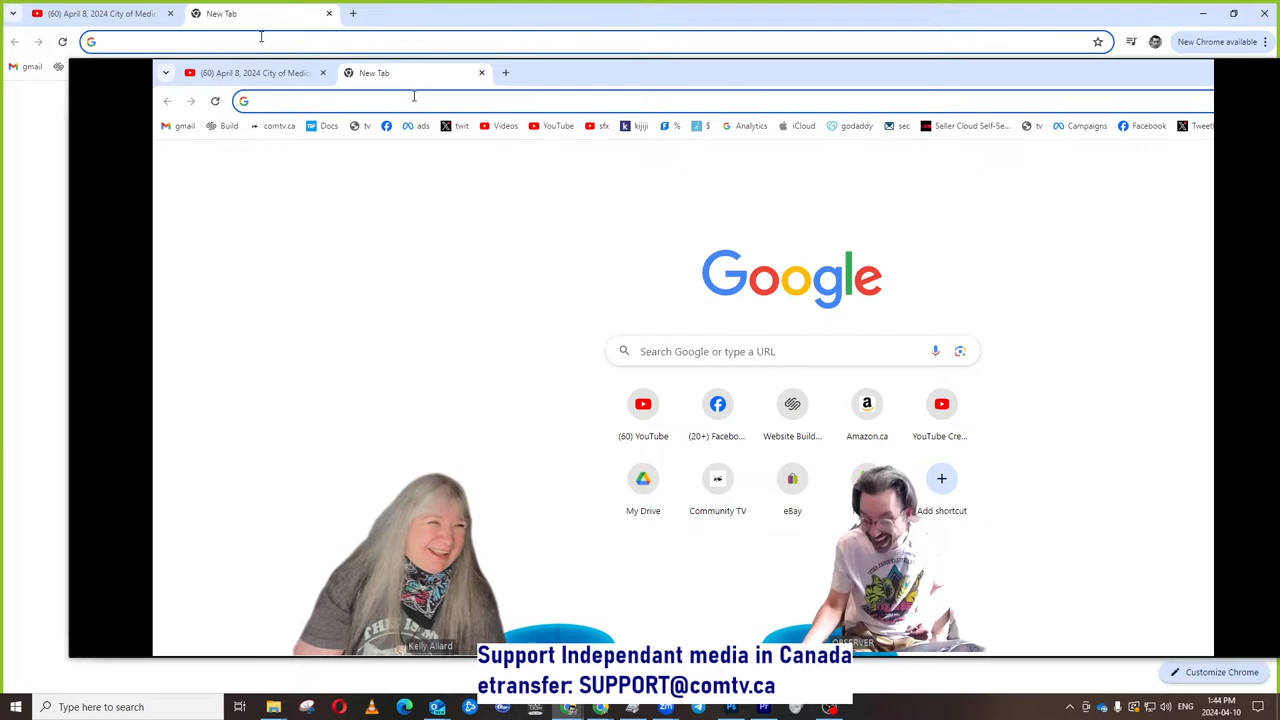 (60) April 8, 2024 City of Medic
New Tab
New Chrome available
gmail
(60) April 8, 2024 City of Medic
New Tab
gmail Build comtv.ca Docs tv ads twit Videos YouTube sfx kijiji % $ Analytics iCloud godaddy sec Seller Cloud Self-Se... tv Campaigns Facebook Tweet
Google
Search Google or type a URL
(60) YouTube (20+) Facebo... Website Build... Amazon.ca YouTube Cre...
My Drive Community TV eBay Add shortcut
THIS IS M
Kelly Allard
OBSERVER
Support Independant media in Canada
etransfer: SUPPORT@comtv.ca
Customize Chrome
Type here to search
ENG
1:44 PM
2024-04-10